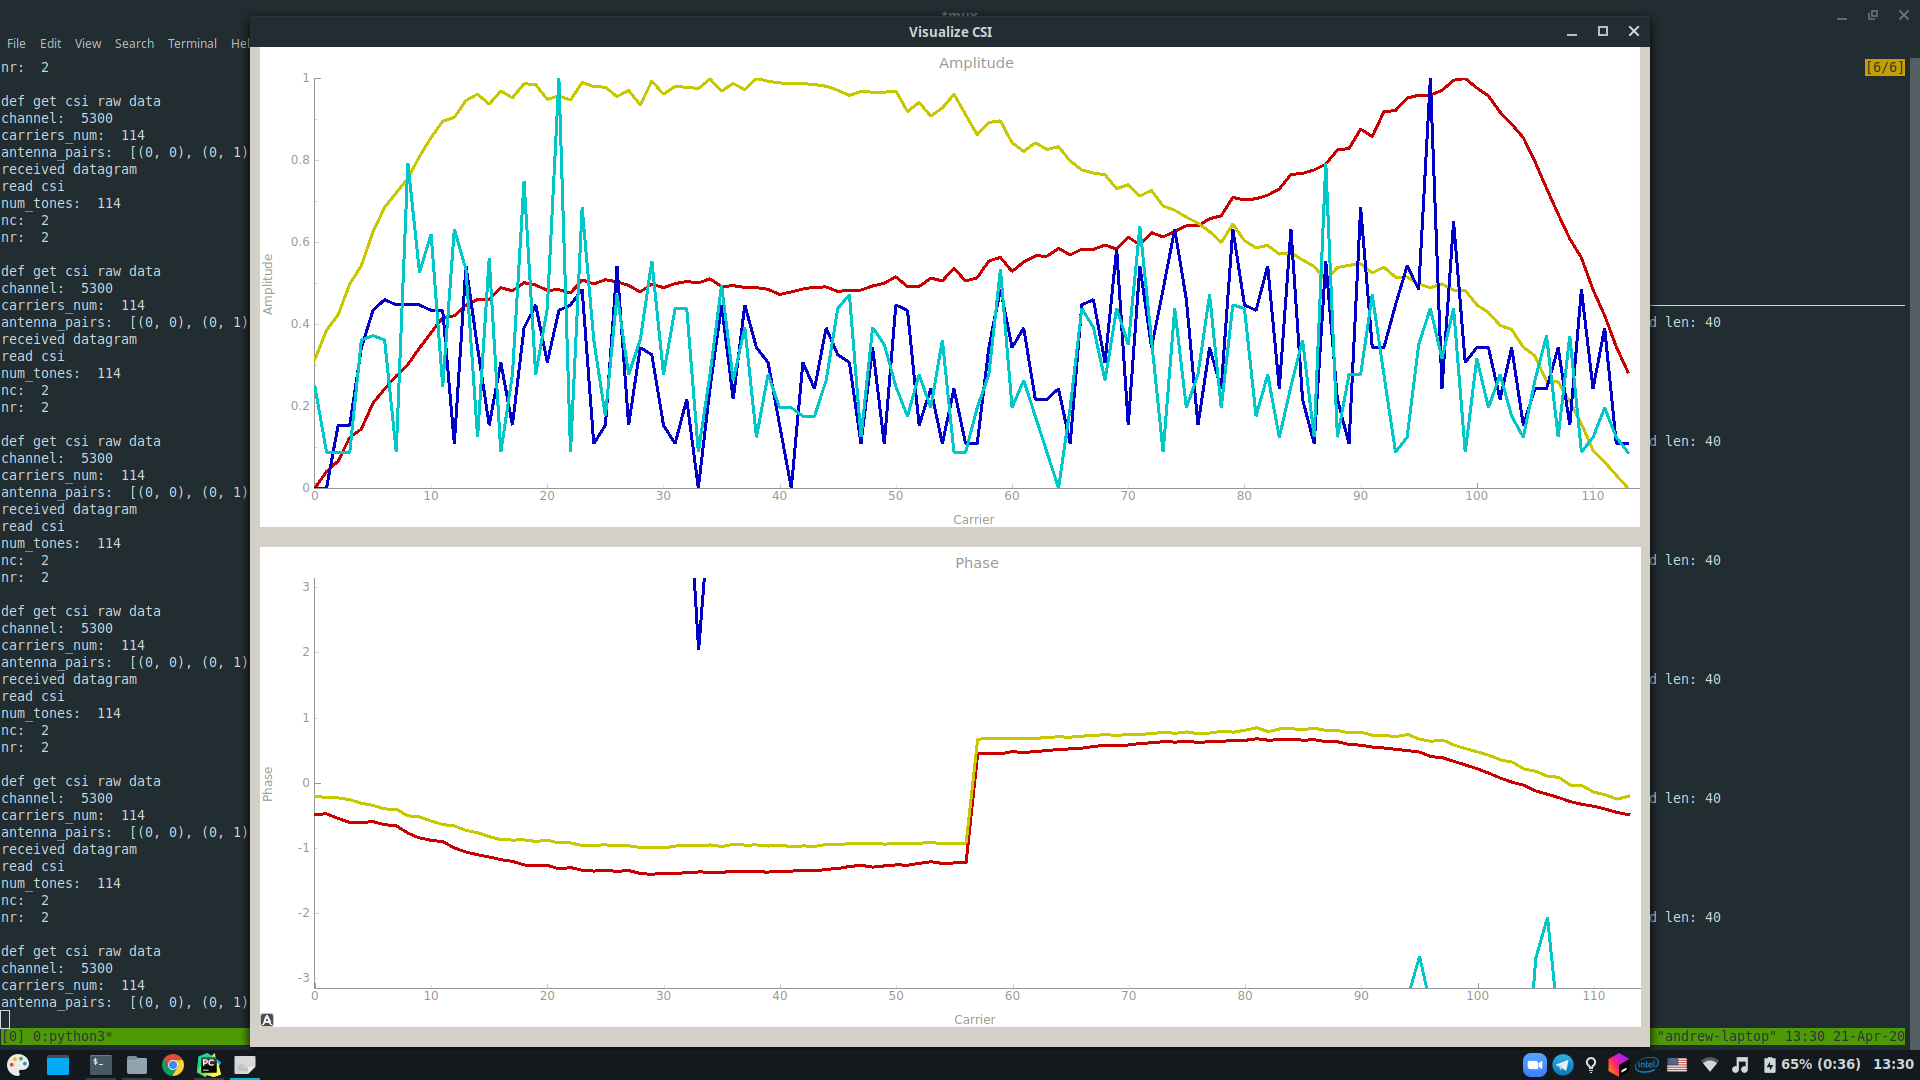 Visualize CSI
File Edit View Search Terminal Hel
nr:  2
[6/6]
def get csi raw data
channel:  5300
carriers_num:  114
antenna_pairs:  [(0, 0), (0, 1)
received datagram
read csi
num_tones:  114
nc:  2
nr:  2
def get csi raw data
channel:  5300
carriers_num:  114
antenna_pairs:  [(0, 0), (0, 1)
received datagram
read csi
num_tones:  114
nc:  2
nr:  2
def get csi raw data
channel:  5300
carriers_num:  114
antenna_pairs:  [(0, 0), (0, 1)
received datagram
read csi
num_tones:  114
nc:  2
nr:  2
def get csi raw data
channel:  5300
carriers_num:  114
antenna_pairs:  [(0, 0), (0, 1)
received datagram
read csi
num_tones:  114
nc:  2
nr:  2
def get csi raw data
channel:  5300
carriers_num:  114
antenna_pairs:  [(0, 0), (0, 1)
received datagram
read csi
num_tones:  114
nc:  2
nr:  2
def get csi raw data
channel:  5300
carriers_num:  114
antenna_pairs:  [(0, 0), (0, 1)
Amplitude
1
0.8
0.6
0.4
0.2
0
Amplitude
0 10 20 30 40 50 60 70 80 90 100 110
Carrier
Phase
3
2
1
0
-1
-2
-3
Phase
0 10 20 30 40 50 60 70 80 90 100 110
Carrier
A
d len: 40
d len: 40
d len: 40
d len: 40
d len: 40
d len: 40
[0] 0:python3*
"andrew-laptop" 13:30 21-Apr-20
PC
intel
65% (0:36) 13:30